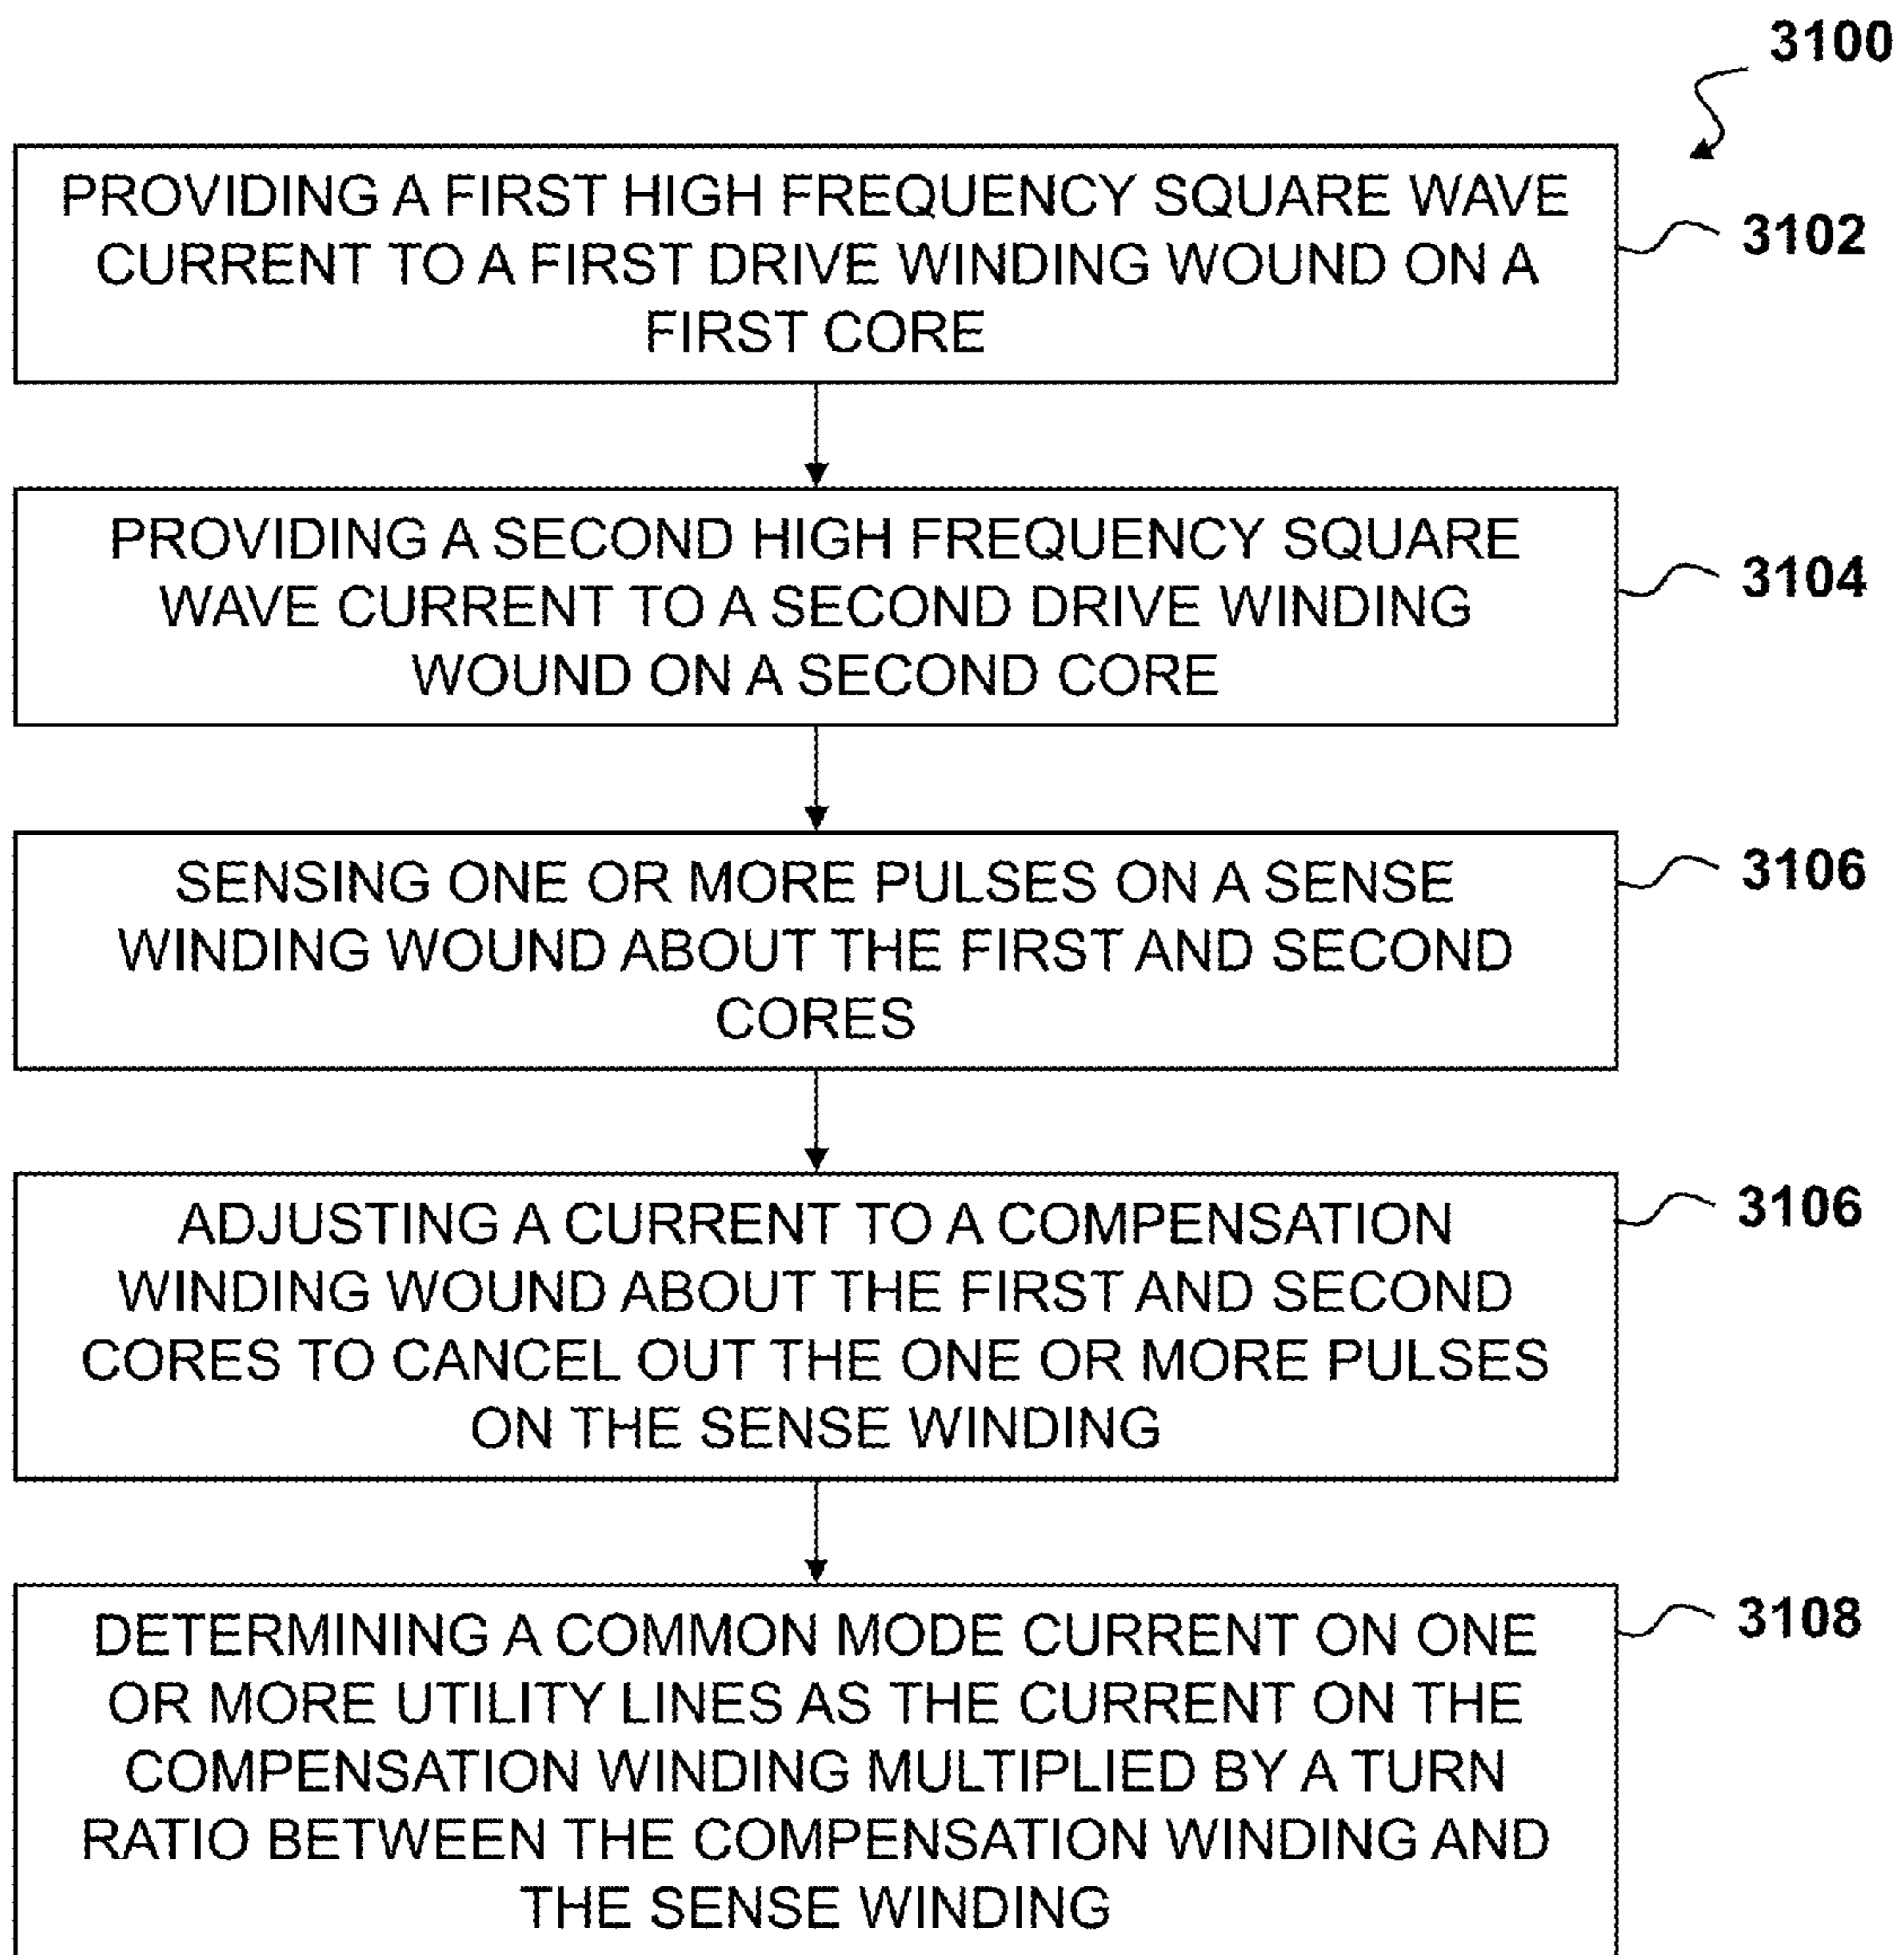 3100
PROVIDING A FIRST HIGH FREQUENCY SQUARE WAVE
CURRENT TO A FIRST DRIVE WINDING WOUND ON A
FIRST CORE
3102
PROVIDING A SECOND HIGH FREQUENCY SQUARE
WAVE CURRENT TO A SECOND DRIVE WINDING
WOUND ON A SECOND CORE
3104
SENSING ONE OR MORE PULSES ON A SENSE
WINDING WOUND ABOUT THE FIRST AND SECOND
CORES
3106
ADJUSTING A CURRENT TO A COMPENSATION
WINDING WOUND ABOUT THE FIRST AND SECOND
CORES TO CANCEL OUT THE ONE OR MORE PULSES
ON THE SENSE WINDING
3106
DETERMINING A COMMON MODE CURRENT ON ONE
OR MORE UTILITY LINES AS THE CURRENT ON THE
COMPENSATION WINDING MULTIPLIED BY A TURN
RATIO BETWEEN THE COMPENSATION WINDING AND
THE SENSE WINDING
3108